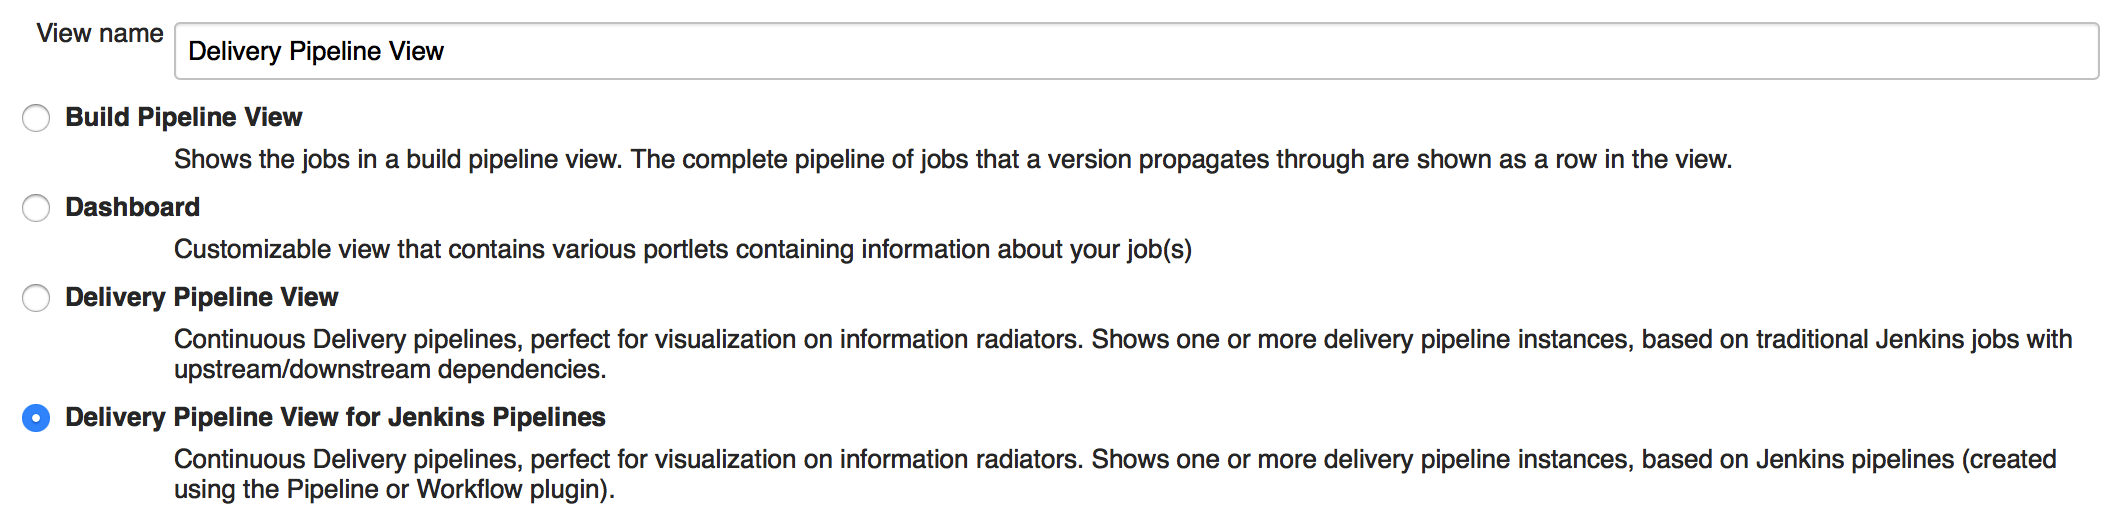 View name
Delivery Pipeline View
Build Pipeline View
Shows the jobs in a build pipeline view. The complete pipeline of jobs that a version propagates through are shown as a row in the view.
Dashboard
Customizable view that contains various portlets containing information about your job(s)
Delivery Pipeline View
Continuous Delivery pipelines, perfect for visualization on information radiators. Shows one or more delivery pipeline instances, based on traditional Jenkins jobs with
upstream/downstream dependencies.
Delivery Pipeline View for Jenkins Pipelines
Continuous Delivery pipelines, perfect for visualization on information radiators. Shows one or more delivery pipeline instances, based on Jenkins pipelines (created
using the Pipeline or Workflow plugin).